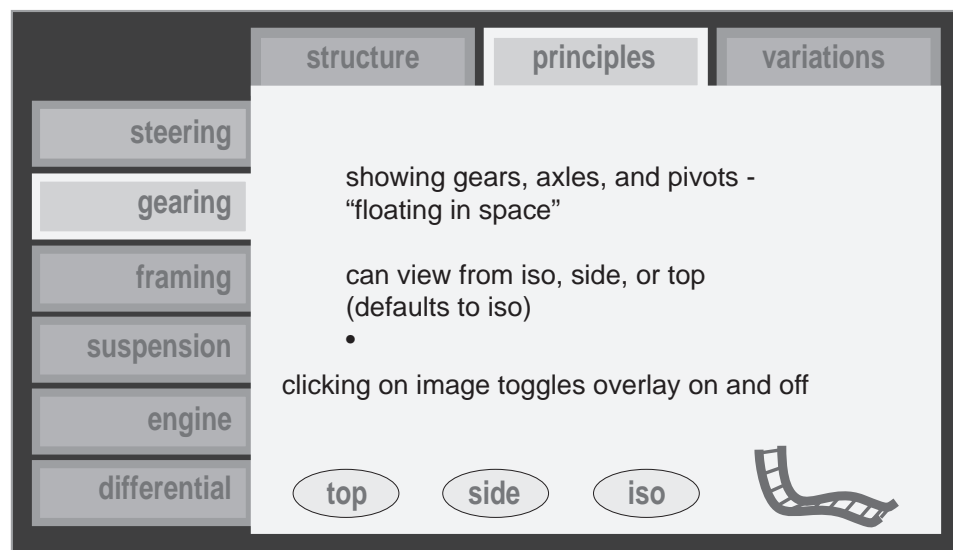 structure
principles
variations
steering
gearing
framing
suspension
engine
differential
showing gears, axles, and pivots -
“floating in space”
can view from iso, side, or top
(defaults to iso)
•
clicking on image toggles overlay on and off
top
side
iso